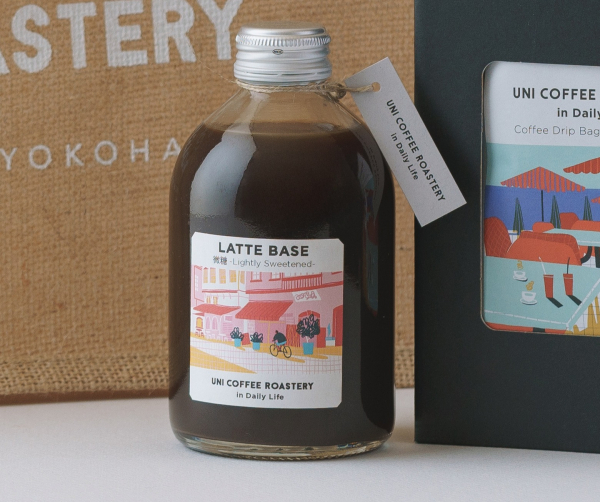 ASTERY
YOKOHA
UNI COFFEE ROASTERY
in Daily Life
LATTE BASE
微糖 -Lightly Sweetened-
UNI COFFEE ROASTERY
in Daily Life
UNI COFFEE
in Daily
Coffee Drip Bag